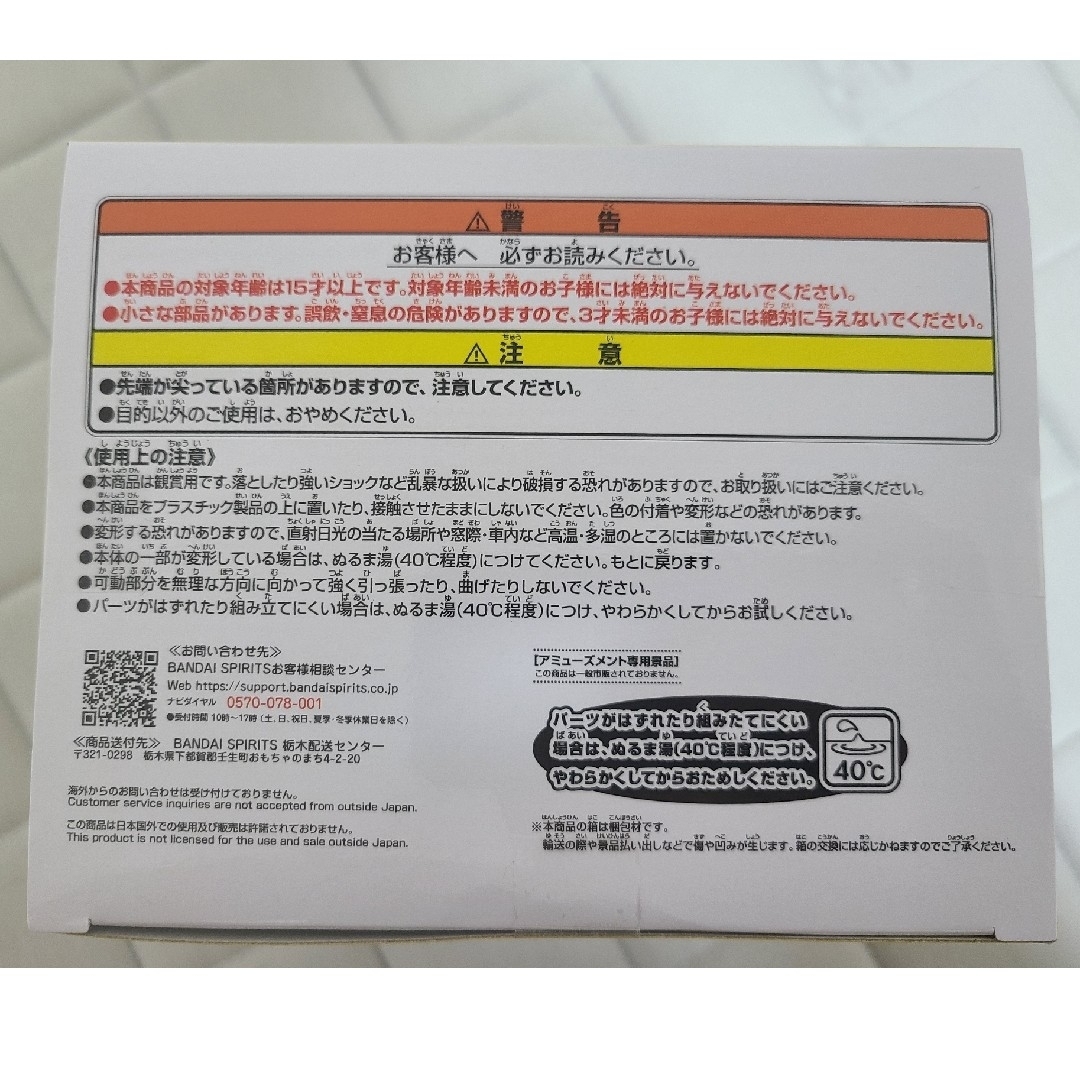 ⚠警告
お客様へ 必ずお読みください。
●本商品の対象年齢は15才以上です。対象年齢未満のお子様には絶対に与えないでください。
●小さな部品があります。誤飲・窒息の危険がありますので、3才未満のお子様には絶対に与えないでください。
⚠注意
●先端が尖っている箇所がありますので、注意してください。
●目的以外のご使用は、おやめください。
《使用上の注意》
●本商品は観賞用です。落としたり強いショックなど乱暴な扱いにより破損する恐れがありますので、お取り扱いにはご注意ください。
●本商品をプラスチック製品の上に置いたり、接触させたままにしないでください。色の付着や変形などの恐れがあります。
●変形する恐れがありますので、直射日光の当たる場所や窓際・車内など高温・多湿のところには置かないでください。
●本体の一部が変形している場合は、ぬるま湯(40℃程度)につけてください。もとに戻ります。
●可動部分を無理な方向に向かって強く引っ張ったり、曲げたりしないでください。
●パーツがはずれたり組み立てにくい場合は、ぬるま湯(40℃程度)につけ、やわらかくしてからお試しください。
≪お問い合わせ先≫
BANDAI SPIRITSお客様相談センター
Web https://support.bandaispirits.co.jp
ナビダイヤル 0570-078-001
●受付時間 10時〜17時(土、日、祝日、夏季・冬季休業日を除く)
≪商品送付先≫ BANDAI SPIRITS 栃木配送センター
〒321-0298 栃木県下都賀郡壬生町おもちゃのまち4-2-20
海外からのお問い合わせは受け付けておりません。
Customer service inquiries are not accepted from outside Japan.
この商品は日本国外での使用及び販売は許諾されておりません。
This product is not licensed for the use and sale outside Japan.
[アミューズメント専用景品]
この商品は一般市販されておりません。
パーツがはずれたり組みたてにくい
場合は、ぬるま湯(40℃程度)につけ、
やわらかくしてからおためしください。
40℃
※本商品の箱は梱包材です。
輸送の際や景品払い出しなどで傷や凹みが生じます。箱の交換には応じかねますのでご了承ください。